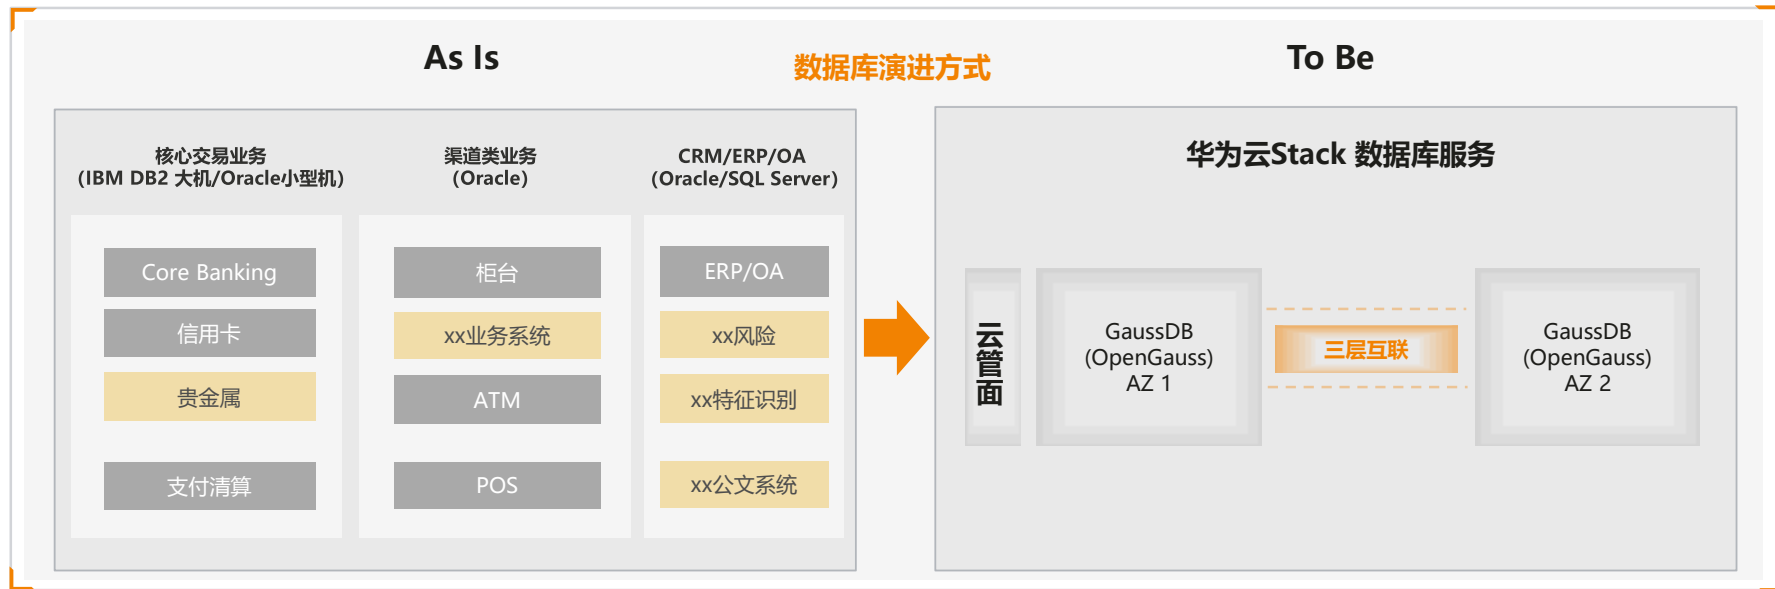 As Is
数据库演进方式
To Be
核心交易业务
(IBM DB2 大机/Oracle小型机)
Core Banking
信用卡
贵金属
支付清算
渠道类业务
(Oracle)
柜台
xx业务系统
ATM
POS
CRM/ERP/OA
(Oracle/SQL Server)
ERP/OA
xx风险
xx特征识别
xx公文系统
华为云Stack 数据库服务
云管面
GaussDB
(OpenGauss)
AZ 1
三层互联
GaussDB
(OpenGauss)
AZ 2